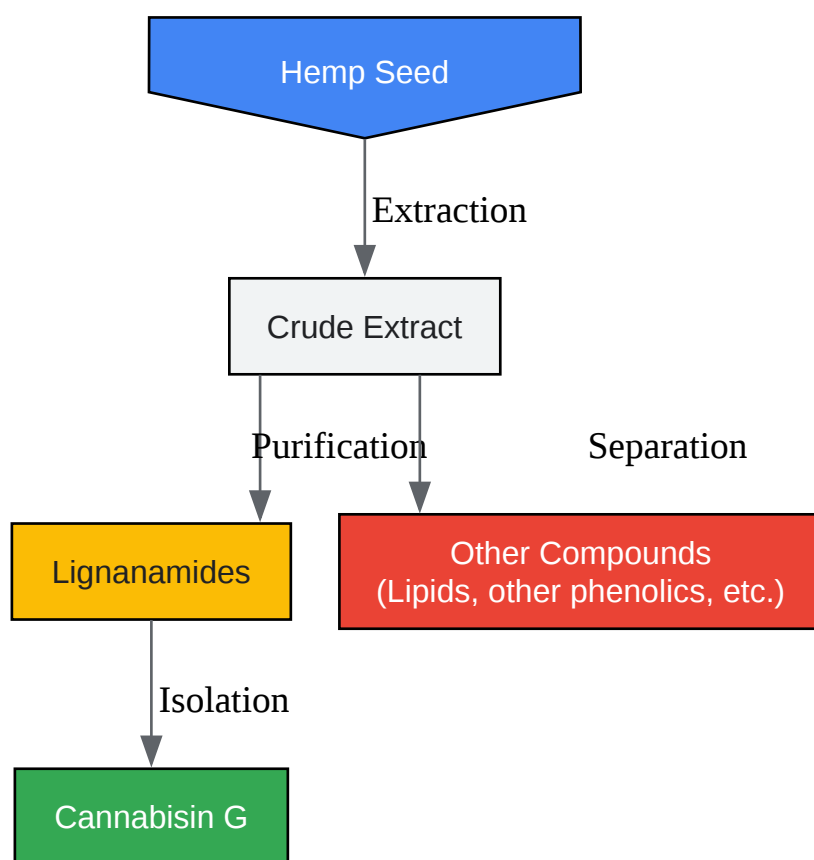 Hemp Seed
Extraction
Crude Extract
Purification
Separation
Lignanamides
Other Compounds
(Lipids, other phenolics, etc.)
Isolation
Cannabisin G